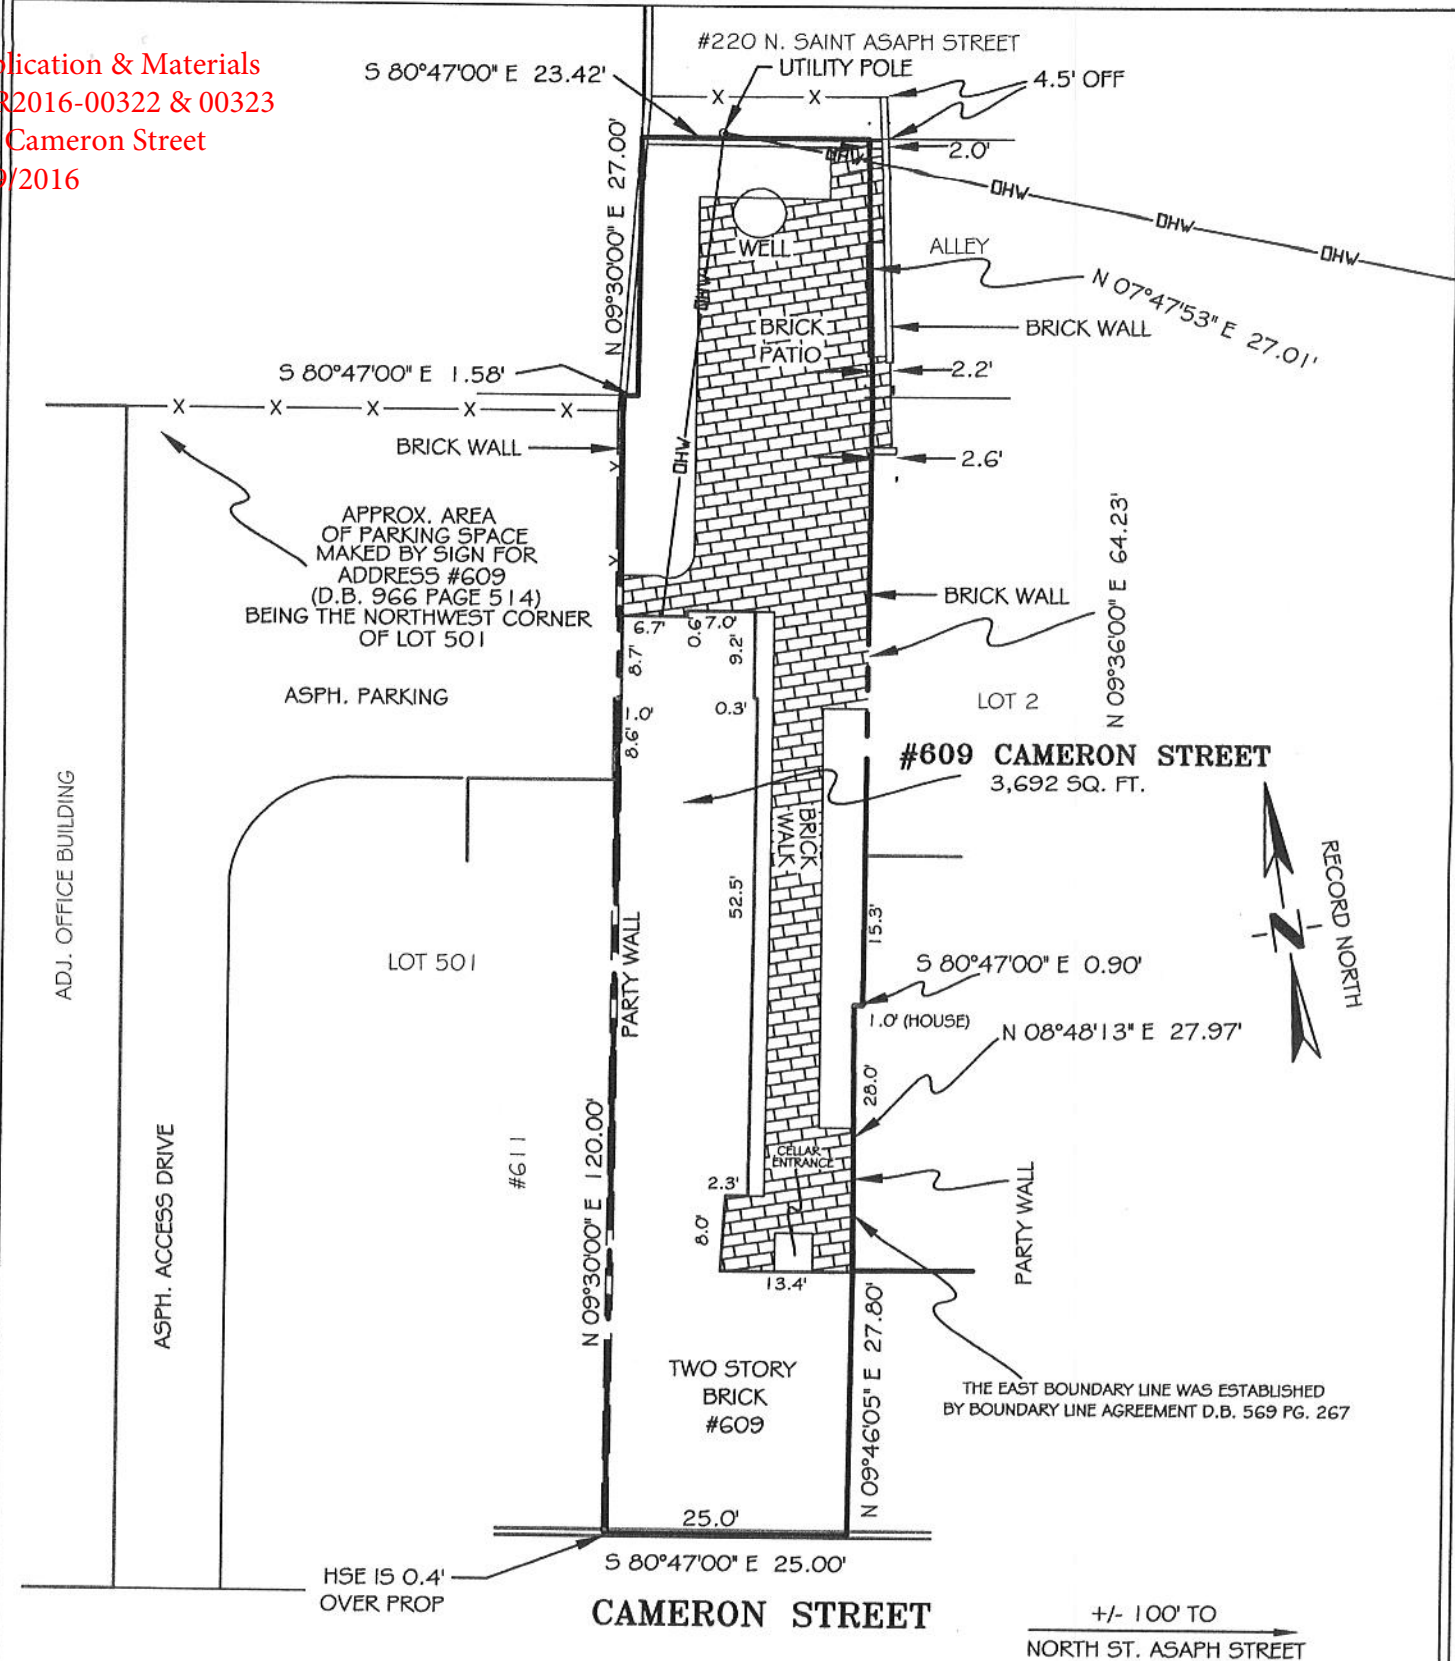 plication & Materials
R2016-00322 & 00323
Cameron Street
9/2016
#220 N. SAINT ASAPH STREET
UTILITY POLE
S 80°47'00" E 23.42'
4.5' OFF
2.0'
N 09°30'00" E 27.00'
OHW
OHW
OHW
OHW
WELL
ALLEY
N 07°47'53" E 27.01'
OHW
BRICK
PATIO
BRICK WALL
S 80°47'00" E 1.58'
2.2'
BRICK WALL
OHW
2.6'
APPROX. AREA
OF PARKING SPACE
MAKED BY SIGN FOR
ADDRESS #609
(D.B. 966 PAGE 514)
BEING THE NORTHWEST CORNER
OF LOT 501
N 09°36'00" E 64.23'
BRICK WALL
6.7'
0.6'
7.0'
8.7'
9.2'
ASPH. PARKING
1.0'
0.3'
8.6'
LOT 2
#609 CAMERON STREET
3,692 SQ. FT.
BRICK
WALK
ADJ. OFFICE BUILDING
RECORD NORTH
N
52.5'
15.3'
PARTY WALL
LOT 501
S 80°47'00" E 0.90'
1.0' (HOUSE)
N 08°48'13" E 27.97'
28.0'
#611
N 09°30'00" E 120.00'
ASPH. ACCESS DRIVE
CELLAR
ENTRANCE
2.3'
8.0'
PARTY WALL
13.4'
N 09°46'05" E 27.80'
TWO STORY
BRICK
#609
THE EAST BOUNDARY LINE WAS ESTABLISHED
BY BOUNDARY LINE AGREEMENT D.B. 569 PG. 267
25.0'
S 80°47'00" E 25.00'
HSE IS 0.4'
OVER PROP
CAMERON STREET
+/- 100' TO
NORTH ST. ASAPH STREET